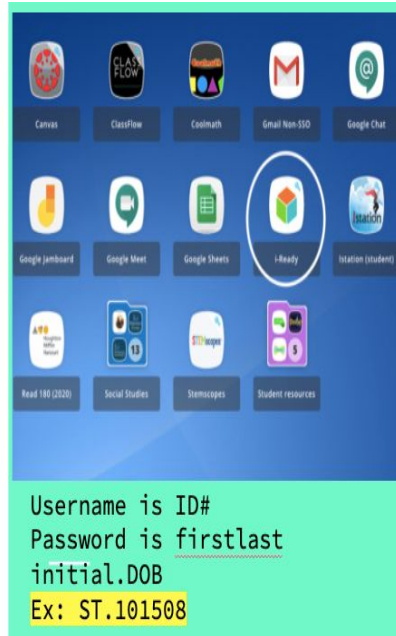 CLASS
FLOW
Coolmath
Canvas
ClassFlow
Coolmath
Gmail Non-SSO
Google Chat
Istation
Google Jamboard
Google Meet
Google Sheets
i-Ready
Istation (student)
13
STEMscopes
5
Read 180 (2020)
Social Studies
Stemscopes
Student resources
Username is ID#
Password is firstlast
initial.DOB
Ex: ST.101508